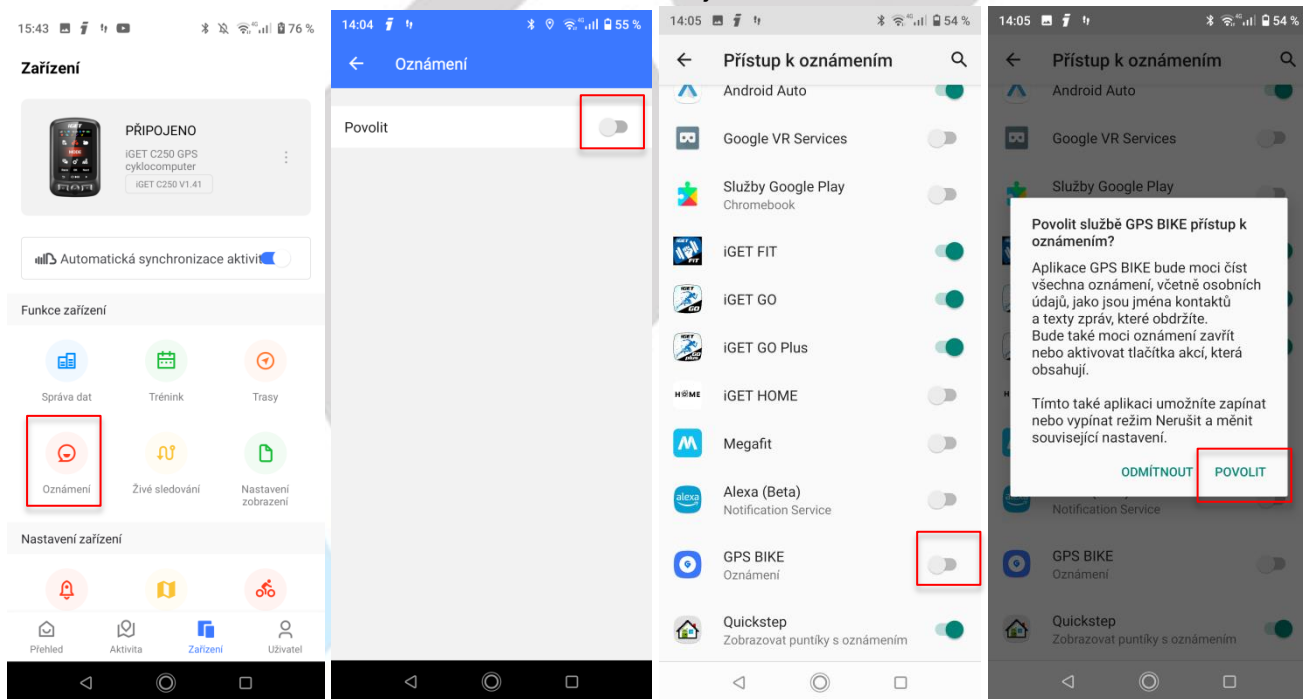 15:43
76 %
Zařízení
PŘIPOJENO
iGET C250 GPS
cyklocomputer
iGET C250 V1.41
Automatická synchronizace aktivit
Funkce zařízení
Správa dat
Trénink
Trasy
Oznámení
Živé sledování
Nastavení
zobrazení
Nastavení zařízení
Přehled
Aktivita
Zařízení
Uživatel
14:04
55 %
Oznámení
Povolit
14:05
54 %
Přístup k oznámením
Android Auto
Google VR Services
Služby Google Play
Chromebook
iGET FIT
iGET GO
iGET GO Plus
HOME
iGET HOME
Megafit
alexa
Alexa (Beta)
Notification Service
GPS BIKE
Oznámení
Quickstep
Zobrazovat puntíky s oznámením
14:05
54 %
Přístup k oznámením
Android Auto
Google VR Services
Služby Google Play
Povolit službě GPS BIKE přístup k
oznámením?
Aplikace GPS BIKE bude moci číst
všechna oznámení, včetně osobních
údajů, jako jsou jména kontaktů
a texty zpráv, které obdržíte.
Bude také moci oznámení zavřít
nebo aktivovat tlačítka akcí, která
obsahují.
Tímto také aplikaci umožníte zapínat
nebo vypínat režim Nerušit a měnit
související nastavení.
ODMÍTNOUT
POVOLIT
Notification Service
GPS BIKE
Oznámení
Quickstep
Zobrazovat puntíky s oznámením